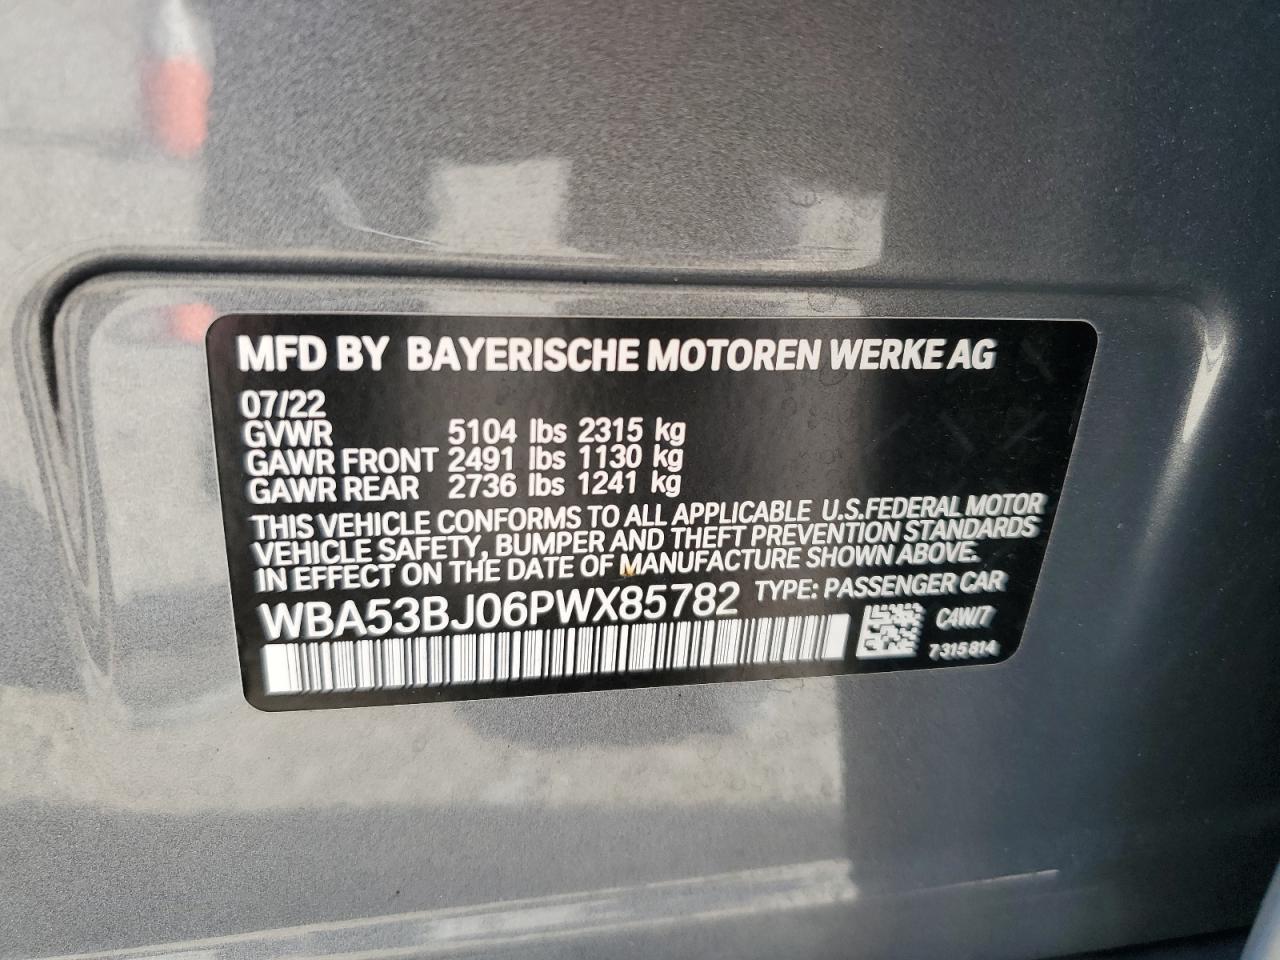 MFD BY BAYERISCHE MOTOREN WERKE AG
07/22
GVWR 5104 lbs 2315 kg
GAWR FRONT 2491 lbs 1130 kg
GAWR REAR 2736 lbs 1241 kg
THIS VEHICLE CONFORMS TO ALL APPLICABLE U.S.FEDERAL MOTOR
VEHICLE SAFETY, BUMPER AND THEFT PREVENTION STANDARDS
IN EFFECT ON THE DATE OF MANUFACTURE SHOWN ABOVE.
WBA53BJ06PWX85782 TYPE: PASSENGER CAR
C4W/7
7315814